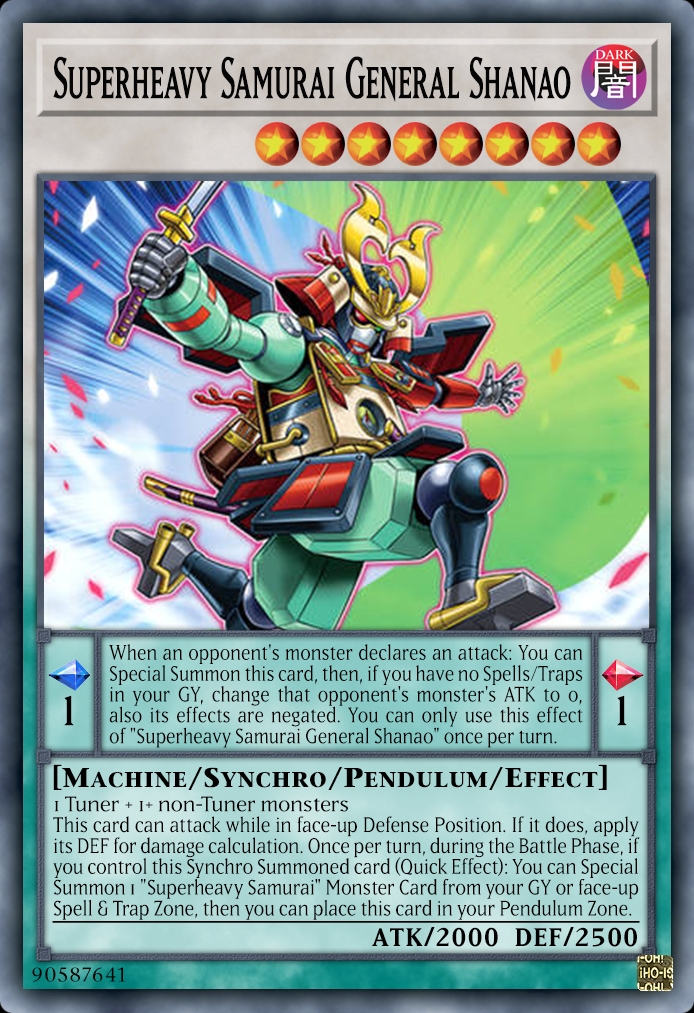 Superheavy Samurai General Shanao
DARK
闇
When an opponent's monster declares an attack: You can
Special Summon this card, then, if you have no Spells/Traps
in your GY, change that opponent's monster's ATK to 0,
also its effects are negated. You can only use this effect
of "Superheavy Samurai General Shanao" once per turn.
1
1
[Machine/Synchro/Pendulum/Effect]
1 Tuner + 1+ non-Tuner monsters
This card can attack while in face-up Defense Position. If it does, apply
its DEF for damage calculation. Once per turn, during the Battle Phase, if
you control this Synchro Summoned card (Quick Effect): You can Special
Summon 1 "Superheavy Samurai" Monster Card from your GY or face-up
Spell & Trap Zone, then you can place this card in your Pendulum Zone.
ATK/2000 DEF/2500
90587641